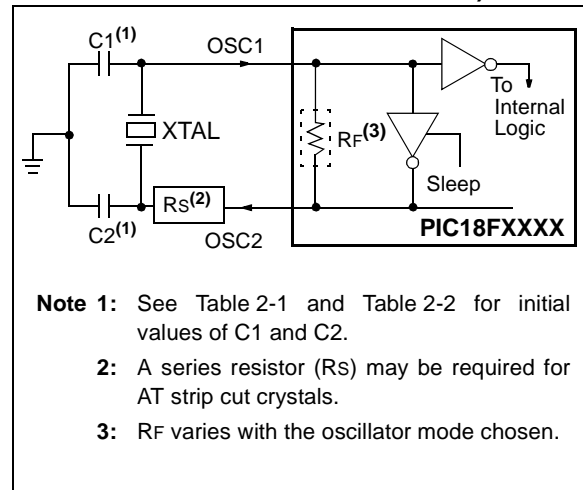 C1(1)
OSC1
To
Internal
Logic
XTAL
RF(3)
Sleep
RS(2)
C2(1)
OSC2
PIC18FXXXX
Note 1: See Table 2-1 and Table 2-2 for initial
values of C1 and C2.
2: A series resistor (RS) may be required for
AT strip cut crystals.
3: RF varies with the oscillator mode chosen.